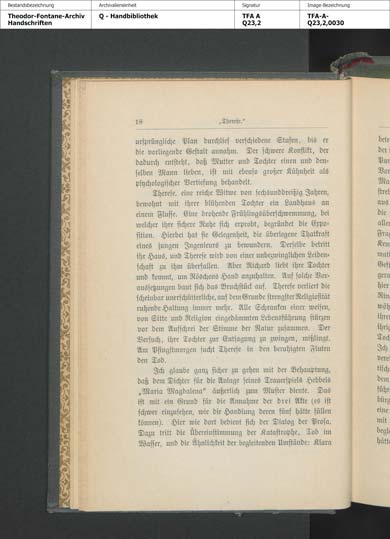 Bestandsbezeichnung
Archivalieneinheit
Signatur
Image-Bezeichnung
Theodor-Fontane-Archiv
Handschriften
Q - Handbibliothek
TFA A
Q23,2
TFA-A-
Q23,2,0030
18 „Therese.“
ursprüngliche Plan durchlief verschiedene Stufen, bis er
die vorliegende Gestalt annahm. Der schwere Konflikt, der
dadurch entsteht, daß Mutter und Tochter einen und den-
selben Mann lieben, ist mit ebenso großer Kühnheit als
psychologischer Vertiefung behandelt.
Therese, eine reiche Witwe von sechsunddreißig Jahren,
bewohnt mit ihrer blühenden Tochter ein Landhaus an
einem Flusse. Eine drohende Frühlingsüberschwemmung, bei
welcher ihre sichere Ruhe sich erprobt, begründet die Expo-
sition. Hierbei hat sie Gelegenheit, die überlegene Thatkraft
eines jungen Ingenieurs zu bewundern. Derselbe betritt
ihr Haus, und Therese wird von einer unbezwinglichen Leiden-
schaft zu ihm überfallen. Aber Richard liebt ihre Tochter
und kommt, um Röschens Hand anzuhalten. Auf solche Vor-
aussetzungen baut sich das Bruchstück auf. Therese verliert die
scheinbar unerschütterliche, auf dem Grunde strengster Religiosität
ruhende Haltung immer mehr. Alle Schranken einer weisen,
von Sitte und Religion eingedämmten Lebensführung stürzen
vor dem Aufschrei der Stimme der Natur zusammen. Der
Versuch, ihre Tochter zur Entsagung zu zwingen, mißlingt.
Am Pfingstmorgen sucht Therese in den beruhigten Fluten
den Tod.
Ich glaube ganz sicher zu gehen mit der Behauptung,
daß dem Dichter für die Anlage seines Trauerspiels Hebbels
„Maria Magdalena“ äußerlich zum Muster diente. Das
ist mit ein Grund für die Annahme der drei Akte (es ist
schwer einzusehen, wie die Handlung deren fünf hätte füllen
können). Hier wie dort bedient sich der Dialog der Prosa.
Dazu tritt die Übereinstimmung der Katastrophe, Tod im
Wasser, und die Ähnlichkeit der begleitenden Umstände: Klara